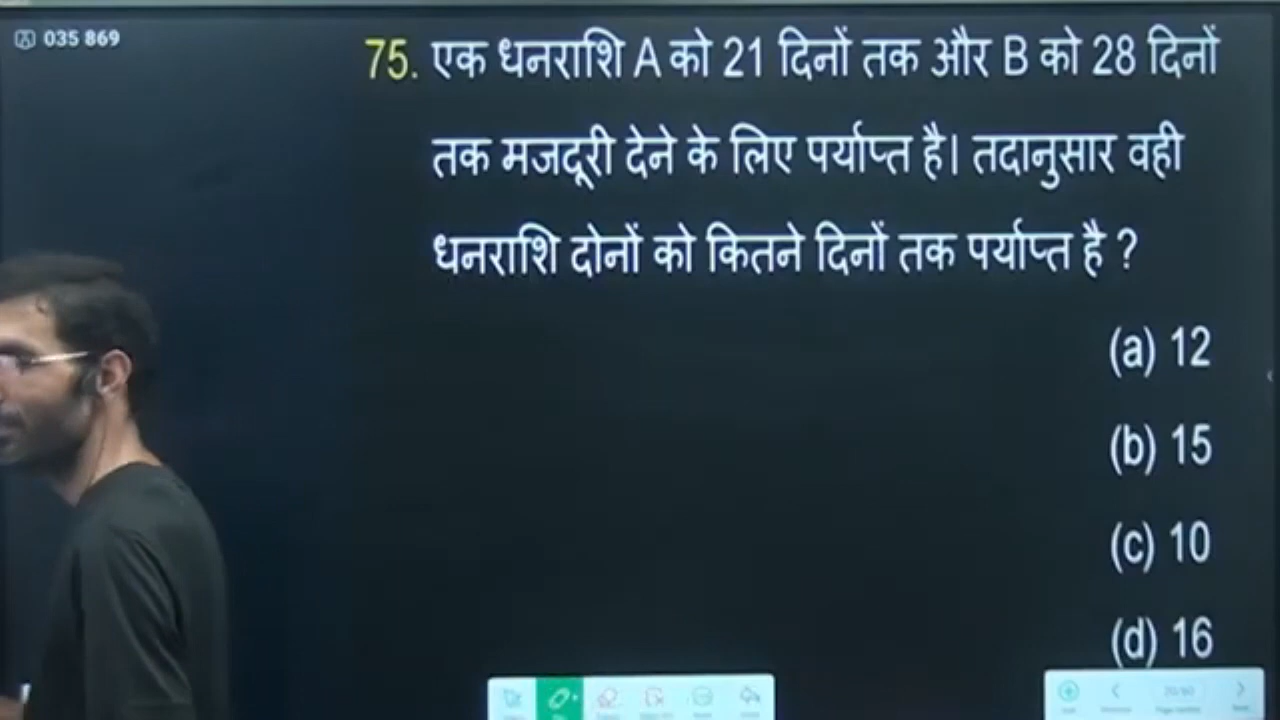 035 869
75. एक धनराशि A को 21 दिनों तक और B को 28 दिनों
तक मजदूरी देने के लिए पर्याप्त है। तदानुसार वही
धनराशि दोनों को कितने दिनों तक पर्याप्त है ?
(a) 12
(b) 15
(c) 10
(d) 16